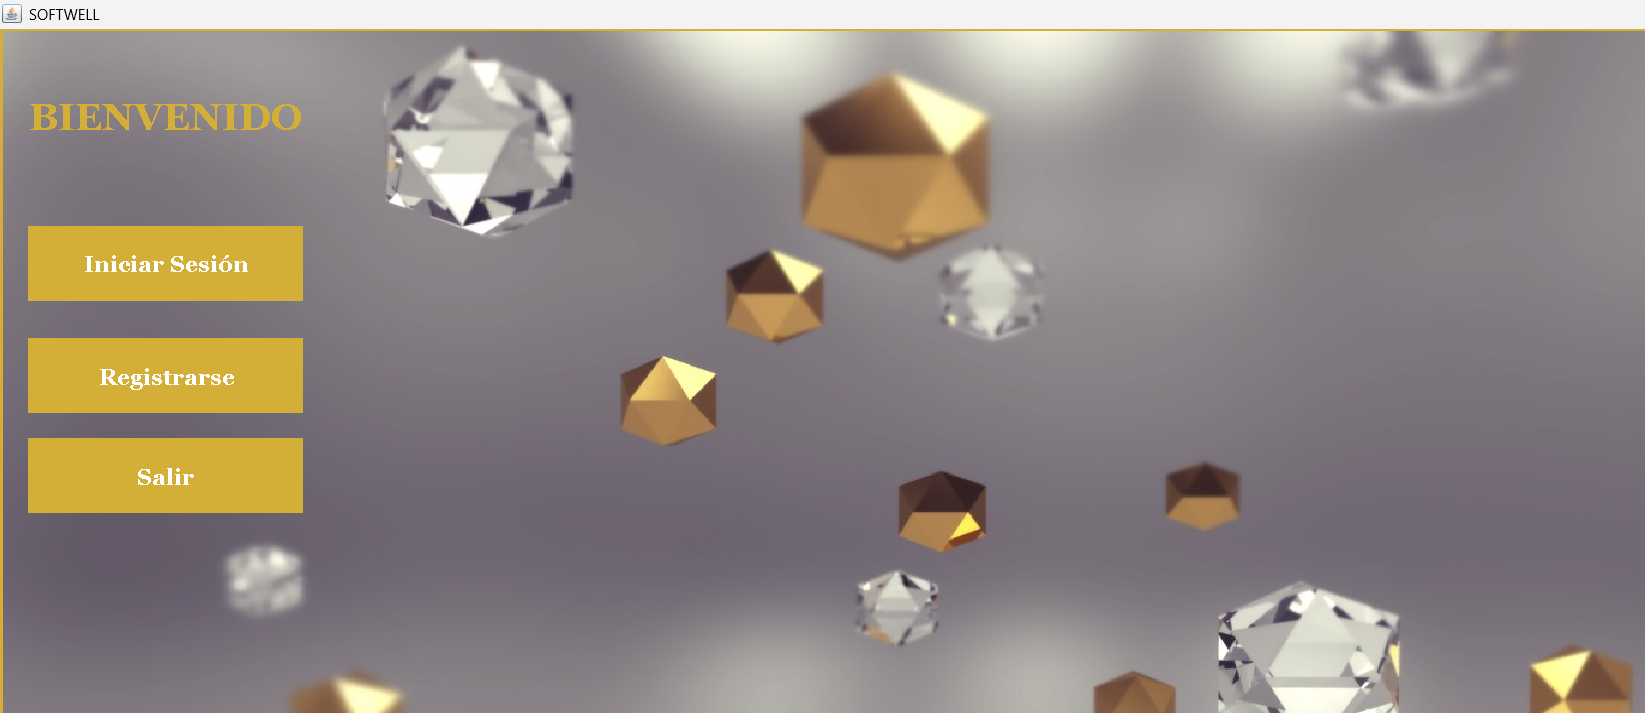 SOFTWELL
BIENVENIDO
Iniciar Sesión
Registrarse
Salir